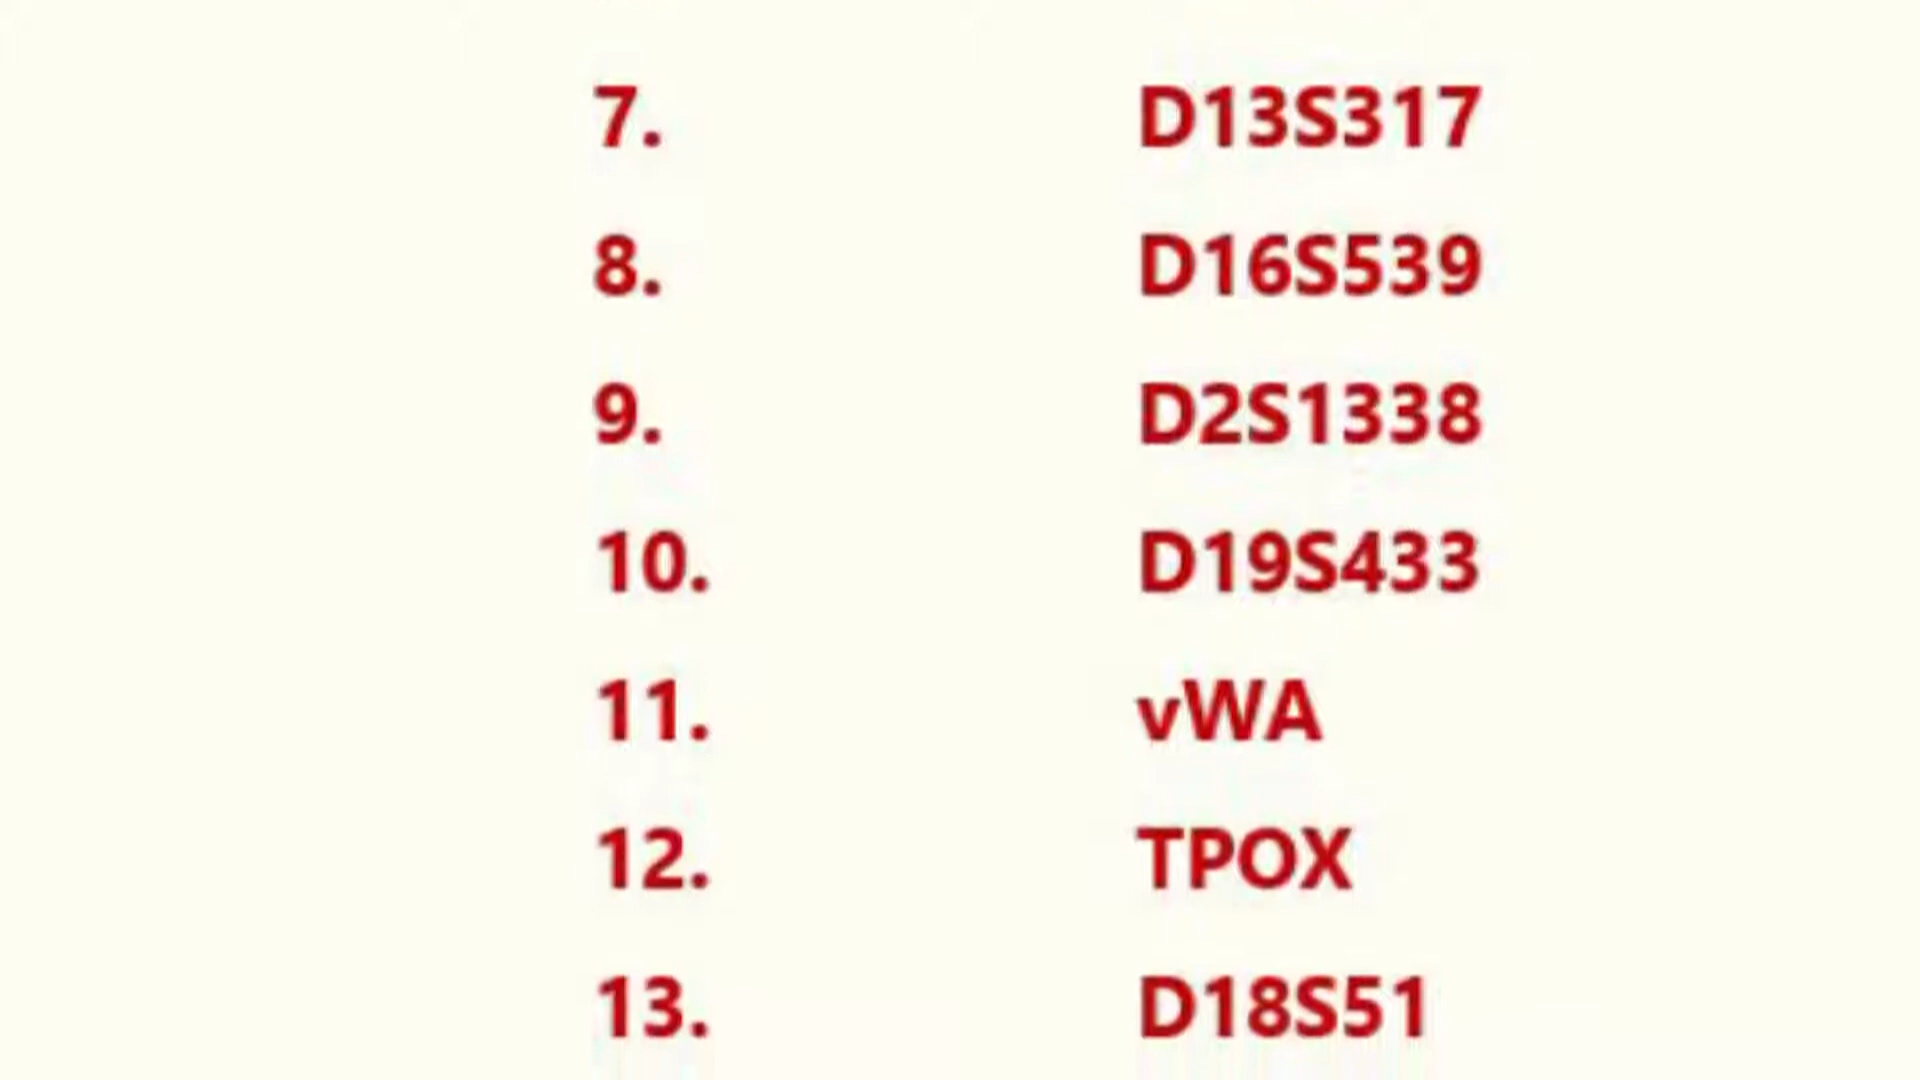 7. D13S317
8. D16S539
9. D2S1338
10. D19S433
11. vWA
12. TPOX
13. D18S51